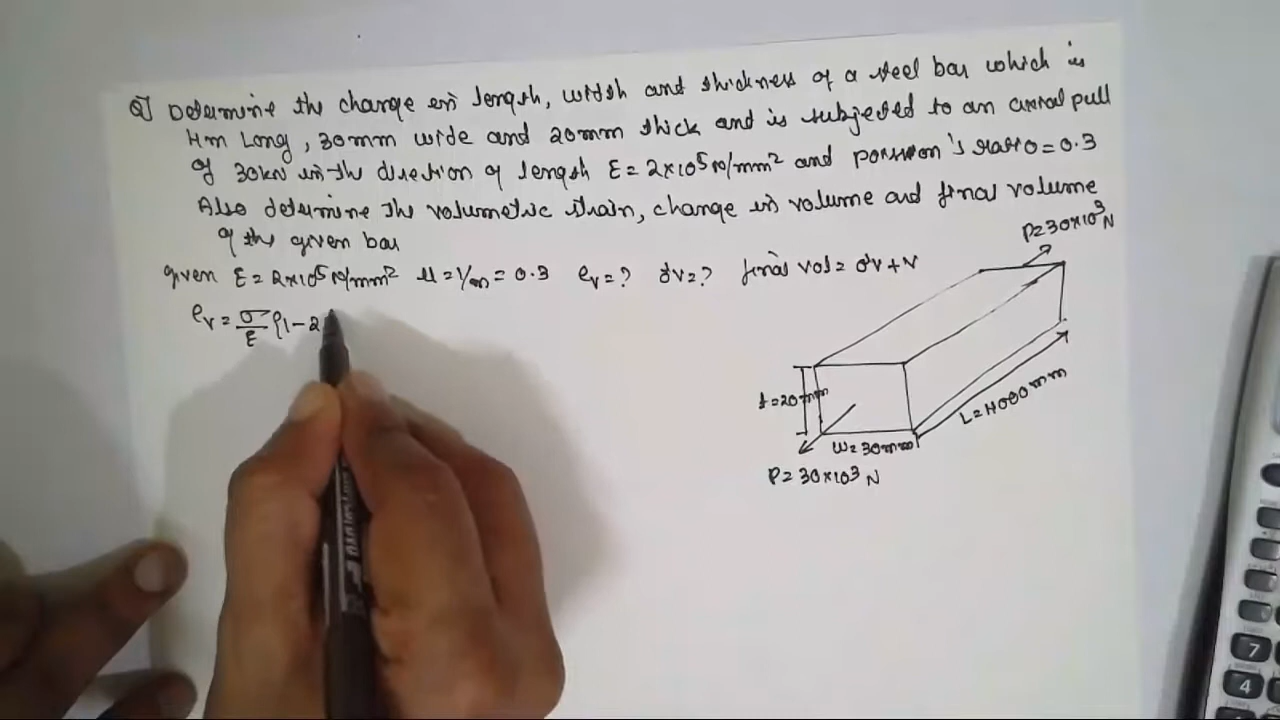 Q] Determine the change in length, width and thickness of a steel bar which is
4m Long, 30mm wide and 20mm thick and is subjected to an axial pull
of 30kN in the direction of length E = 2×10⁵ N/mm² and poission's ratio = 0.3
Also determine the volumetric strain, change in volume and final volume
of the given bar
P=30×10³ N
given E = 2×10⁵ N/mm² μ = 1/m = 0.3 ev = ? δv = ? final vol = δv + v
ev = σ/E {1 - 2
t = 20mm
L = 4000mm
w = 30mm
P = 30×10³ N
7
4